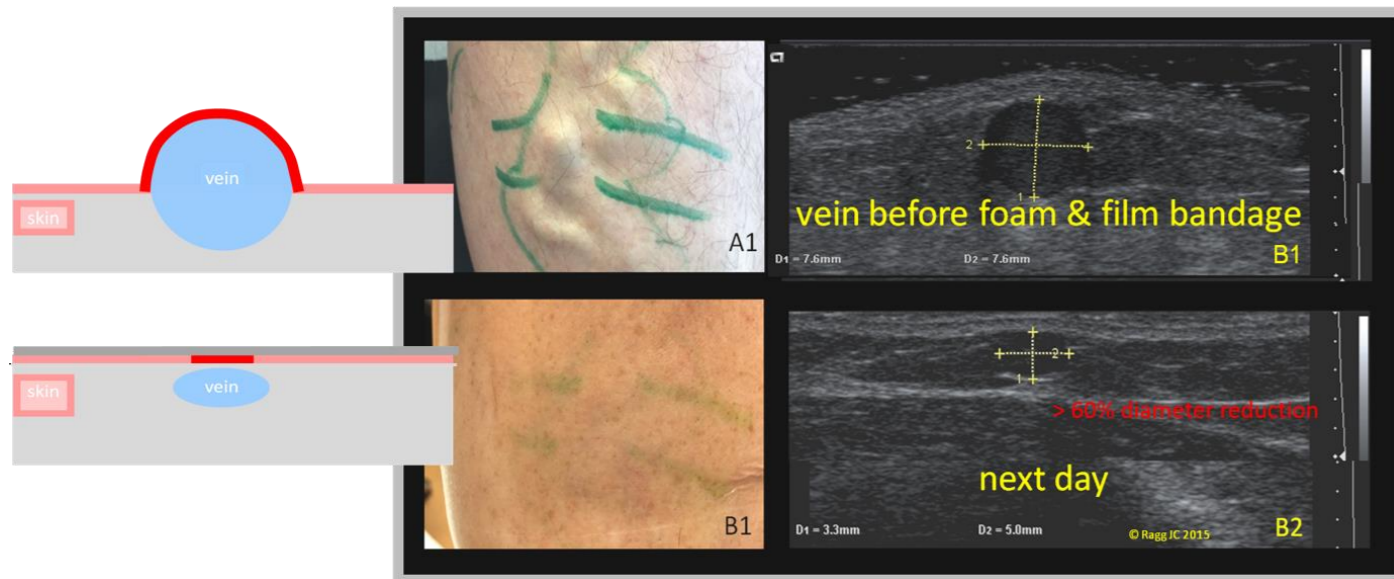 vein
skin
vein
skin
A1
2
1
vein before foam & film bandage
D1 = 7.6mm
D2 = 7.6mm
B1
B1
2
1
> 60% diameter reduction
next day
D1 = 3.3mm
D2 = 5.0mm
© Ragg JC 2015
B2